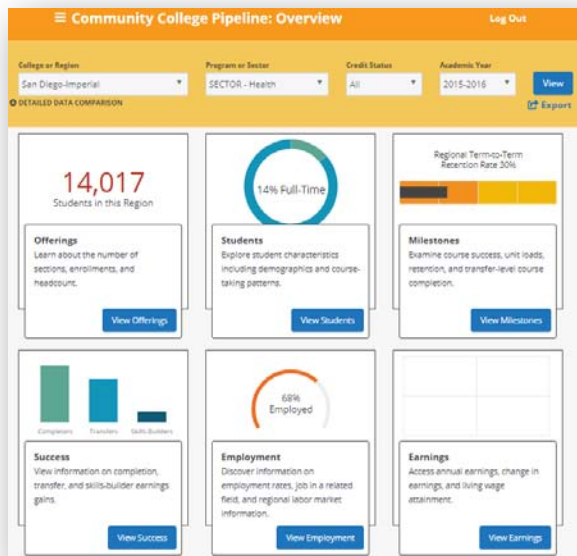 Community College Pipeline: Overview
Log Out
College or Region
Program or Sector
Credit Status
Academic Year
San Diego-Imperial
SECTOR - Health
All
2015-2016
View
DETAILED DATA COMPARISON
Export
14,017
Students in this Region
Offerings
Learn about the number of
sections, enrollments, and
headcount.
View Offerings
14% Full-Time
Students
Explore student characteristics
including demographics and course-
taking patterns.
View Students
Regional Term-to-Term
Retention Rate 30%
Milestones
Examine course success, unit loads,
retention, and transfer-level course
completion.
View Milestones
Completers
Transfers
Skills-Builders
Success
View information on completion,
transfer, and skills-builder earnings
gains.
View Success
68%
Employed
Employment
Discover information on
employment rates, job in a related
field, and regional labor market
information.
View Employment
Earnings
Access annual earnings, change in
earnings, and living wage
attainment.
View Earnings